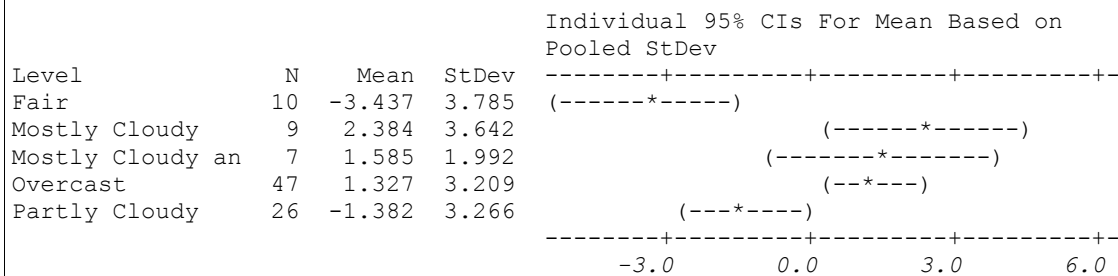 Individual 95% CIs For Mean Based on
                                      Pooled StDev
Level              N    Mean  StDev  --------+---------+---------+---------+-
Fair              10  -3.437  3.785  (------*-----)
Mostly Cloudy      9   2.384  3.642                     (------*------)
Mostly Cloudy an   7   1.585  1.992                 (-------*-------)
Overcast          47   1.327  3.209                     (--*---)
Partly Cloudy     26  -1.382  3.266           (---*----)
                                     --------+---------+---------+---------+-
                                          -3.0       0.0       3.0       6.0